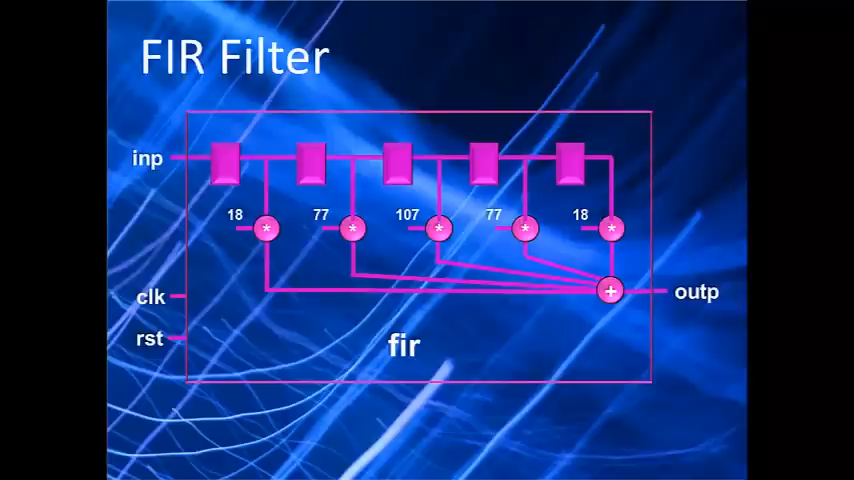 FIR Filter
inp
18 77 107 77 18
* * * * *
+ outp
clk
rst
fir